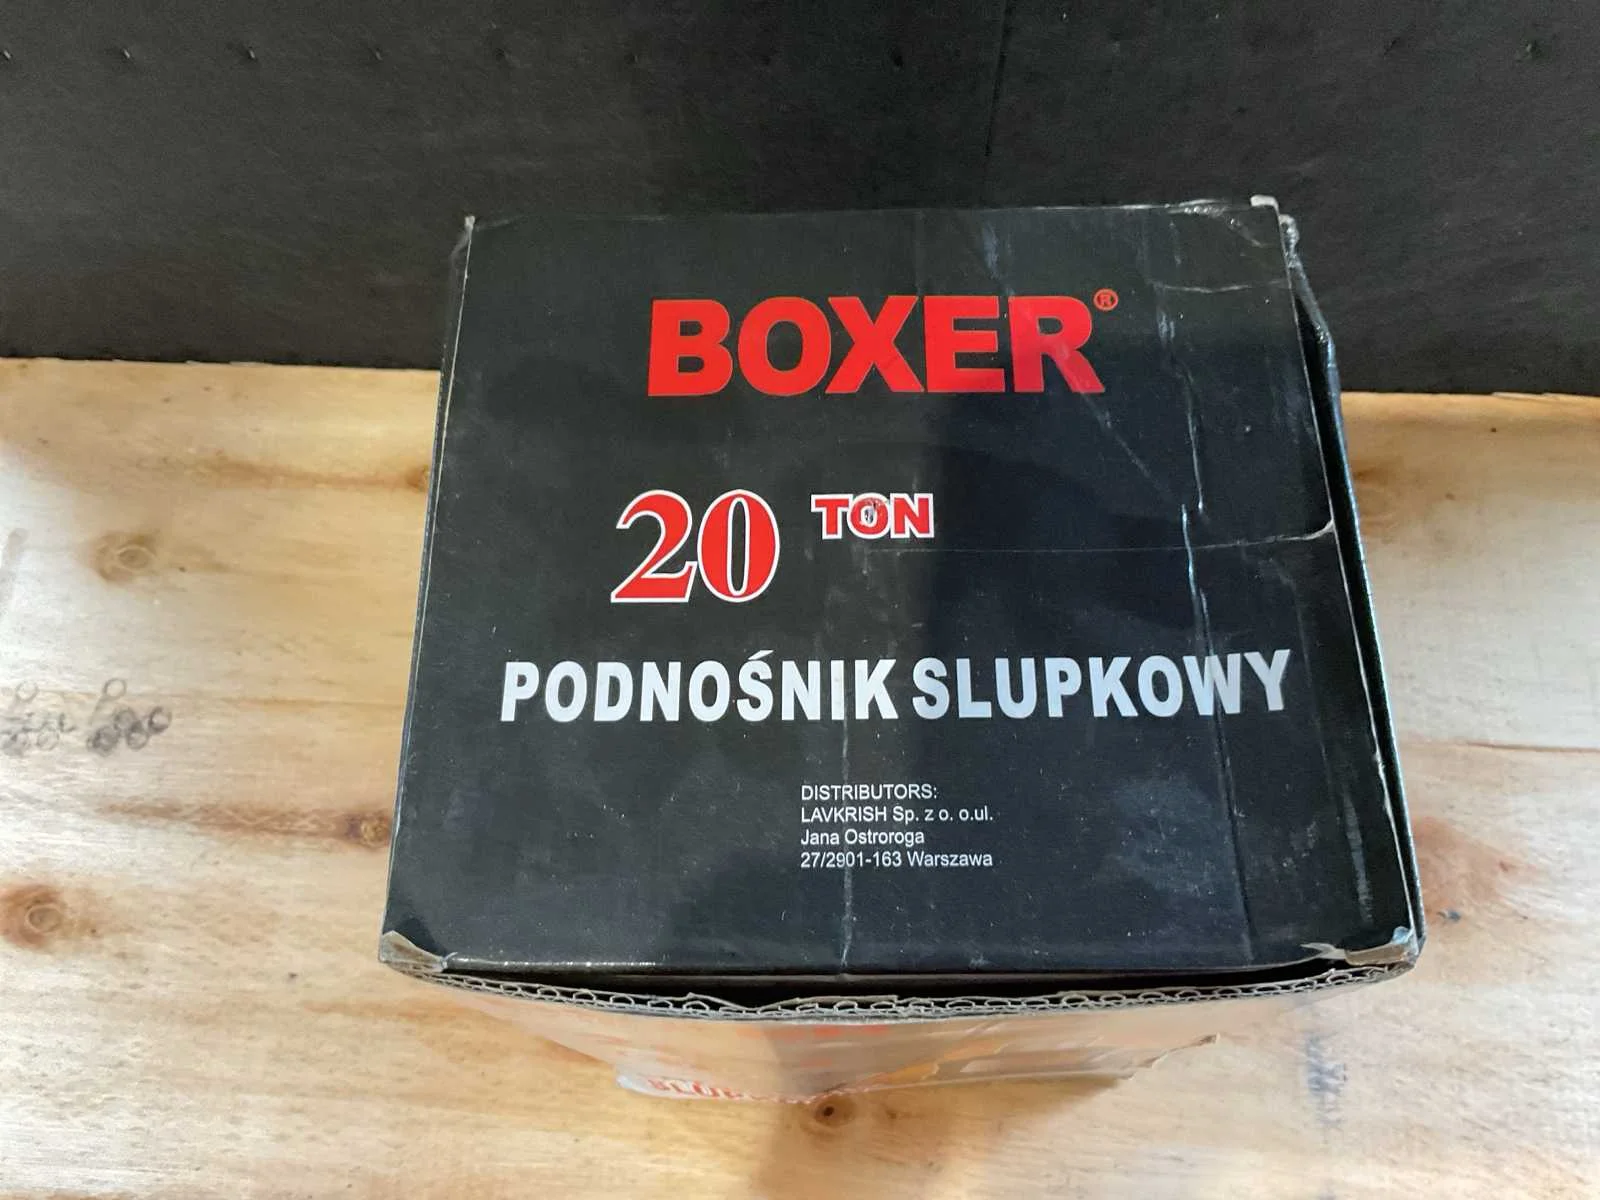 BOXER®
20 TON
PODNOŚNIK SLUPKOWY
DISTRIBUTORS:
LAVKRISH Sp. z o. o.ul.
Jana Ostroroga
27/2901-163 Warszawa